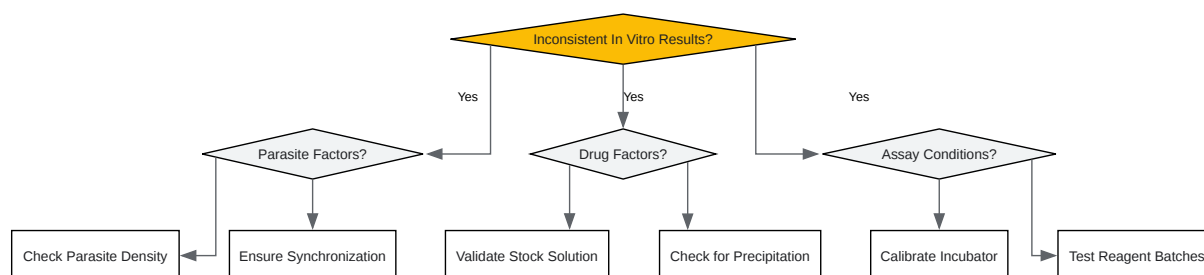 Inconsistent In Vitro Results?
Yes
Yes
Yes
Parasite Factors?
Drug Factors?
Assay Conditions?
Check Parasite Density
Ensure Synchronization
Validate Stock Solution
Check for Precipitation
Calibrate Incubator
Test Reagent Batches